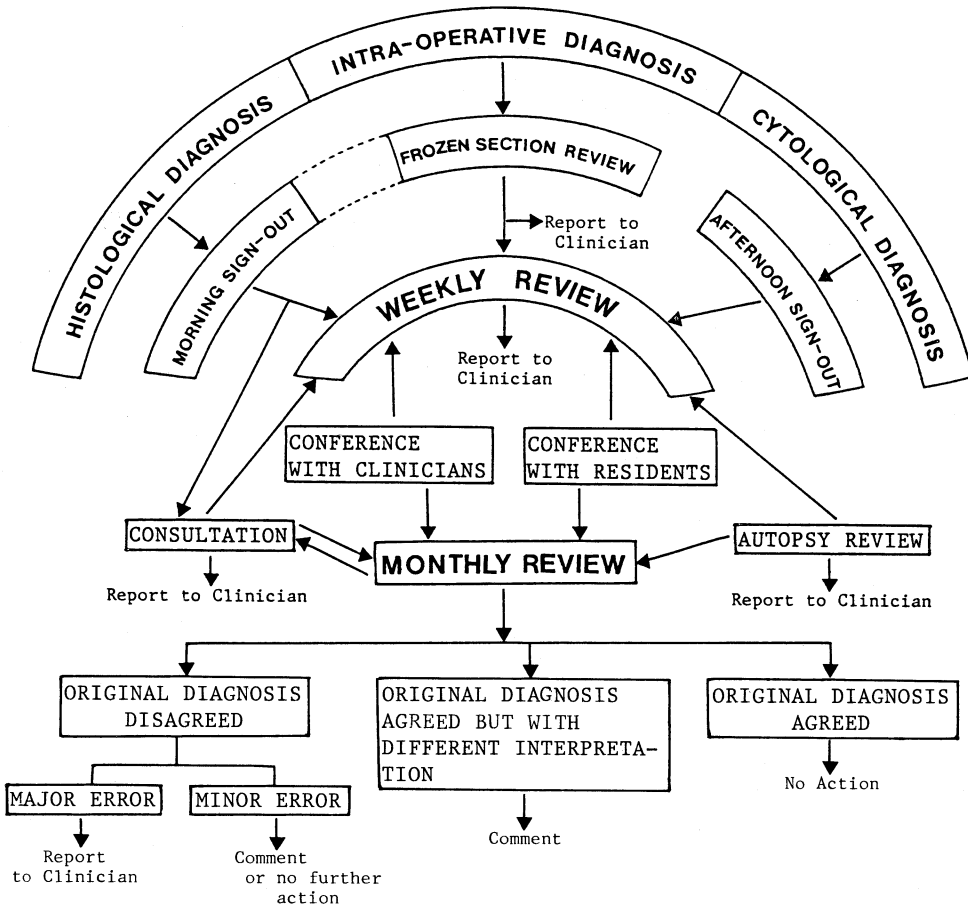 INTRA-OPERATIVE DIAGNOSIS
HISTOLOGICAL DIAGNOSIS
CYTOLOGICAL DIAGNOSIS
FROZEN SECTION REVIEW
MORNING SIGN-OUT
AFTERNOON SIGN-OUT
Report to
Clinician
WEEKLY REVIEW
Report to
Clinician
CONFERENCE
WITH CLINICIANS
CONFERENCE
WITH RESIDENTS
CONSULTATION
MONTHLY REVIEW
AUTOPSY REVIEW
Report to Clinician
Report to Clinician
ORIGINAL DIAGNOSIS
DISAGREED
ORIGINAL DIAGNOSIS
AGREED BUT WITH
DIFFERENT INTERPRETA-
TION
ORIGINAL DIAGNOSIS
AGREED
No Action
MAJOR ERROR
MINOR ERROR
Comment
Report
to Clinician
Comment
or no further
action